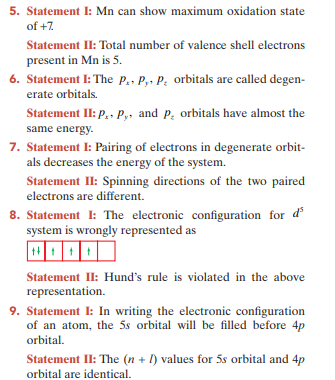 5. Statement I: Mn can show maximum oxidation state
of +7.
Statement II: Total number of valence shell electrons
present in Mn is 5.
6. Statement I: The Pₓ, Pᵧ, P_z orbitals are called degen-
erate orbitals.
Statement II: Pₓ, Pᵧ, and P_z orbitals have almost the
same energy.
7. Statement I: Pairing of electrons in degenerate orbit-
als decreases the energy of the system.
Statement II: Spinning directions of the two paired
electrons are different.
8. Statement I: The electronic configuration for d⁵
system is wrongly represented as
↑↓ ↑ ↑ ↑
Statement II: Hund's rule is violated in the above
representation.
9. Statement I: In writing the electronic configuration
of an atom, the 5s orbital will be filled before 4p
orbital.
Statement II: The (n + l) values for 5s orbital and 4p
orbital are identical.